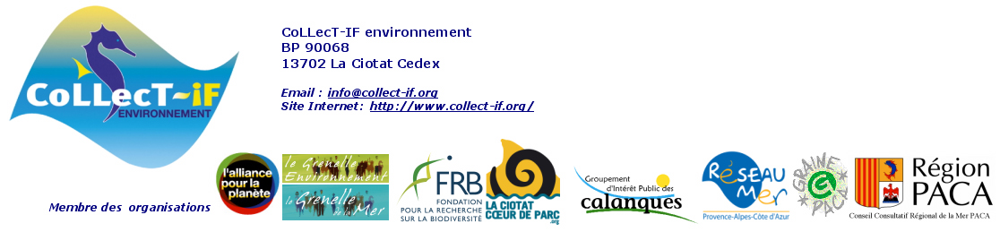 CoLLecT-IF environnement
BP 90068
13702 La Ciotat Cedex
Email : info@collect-if.org
Site Internet: http://www.collect-if.org/
CoLLecT-iF
ENVIRONNEMENT
Membre des organisations
l'alliance
pour la
planète
le Grenelle
Environnement
le Grenelle
de la Mer
FRB
FONDATION
POUR LA RECHERCHE
SUR LA BIODIVERSITÉ
LA CIOTAT
CŒUR DE PARC
.org
Groupement
d'Intérêt Public des
calanques
RéSEAU
Mer
Provence-Alpes-Côte d'Azur
GRAINE
PACA
Région
PACA
Conseil Consultatif Régional de la Mer PACA